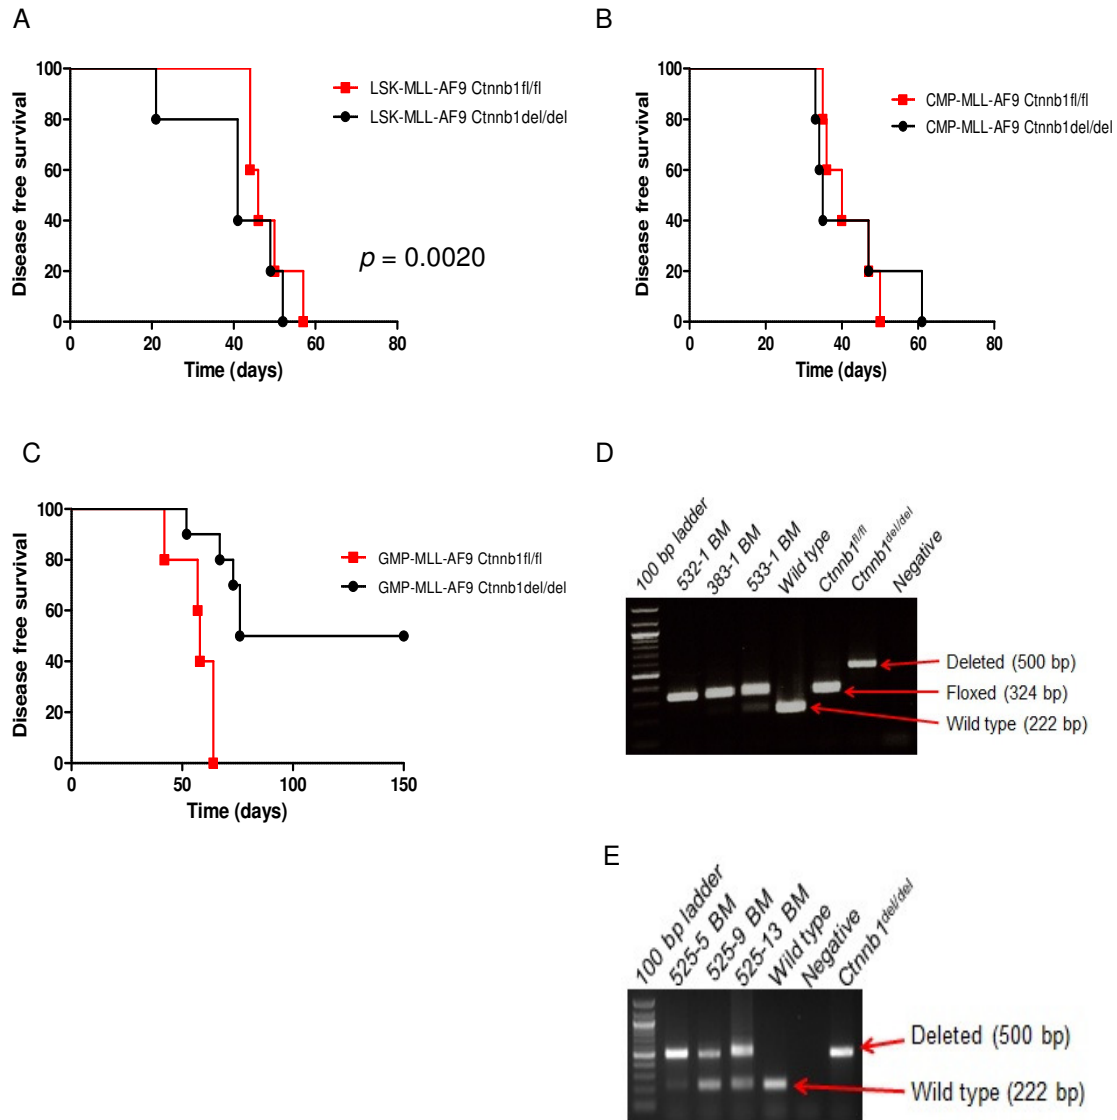 A
100
80
60
40
20
0
Disease free survival
0 20 40 60 80
Time (days)
LSK-MLL-AF9 Ctnnb1fl/fl
LSK-MLL-AF9 Ctnnb1del/del
p = 0.0020
B
100
80
60
40
20
0
Disease free survival
0 20 40 60 80
Time (days)
CMP-MLL-AF9 Ctnnb1fl/fl
CMP-MLL-AF9 Ctnnb1del/del
C
100
80
60
40
20
0
Disease free survival
0 50 100 150
Time (days)
GMP-MLL-AF9 Ctnnb1fl/fl
GMP-MLL-AF9 Ctnnb1del/del
D
100 bp ladder
532-1 BM
383-1 BM
533-1 BM
Wild type
Ctnnb1fl/fl
Ctnnb1del/del
Negative
Deleted (500 bp)
Floxed (324 bp)
Wild type (222 bp)
E
100 bp ladder
525-5 BM
525-9 BM
525-13 BM
Wild type
Negative
Ctnnb1del/del
Deleted (500 bp)
Wild type (222 bp)